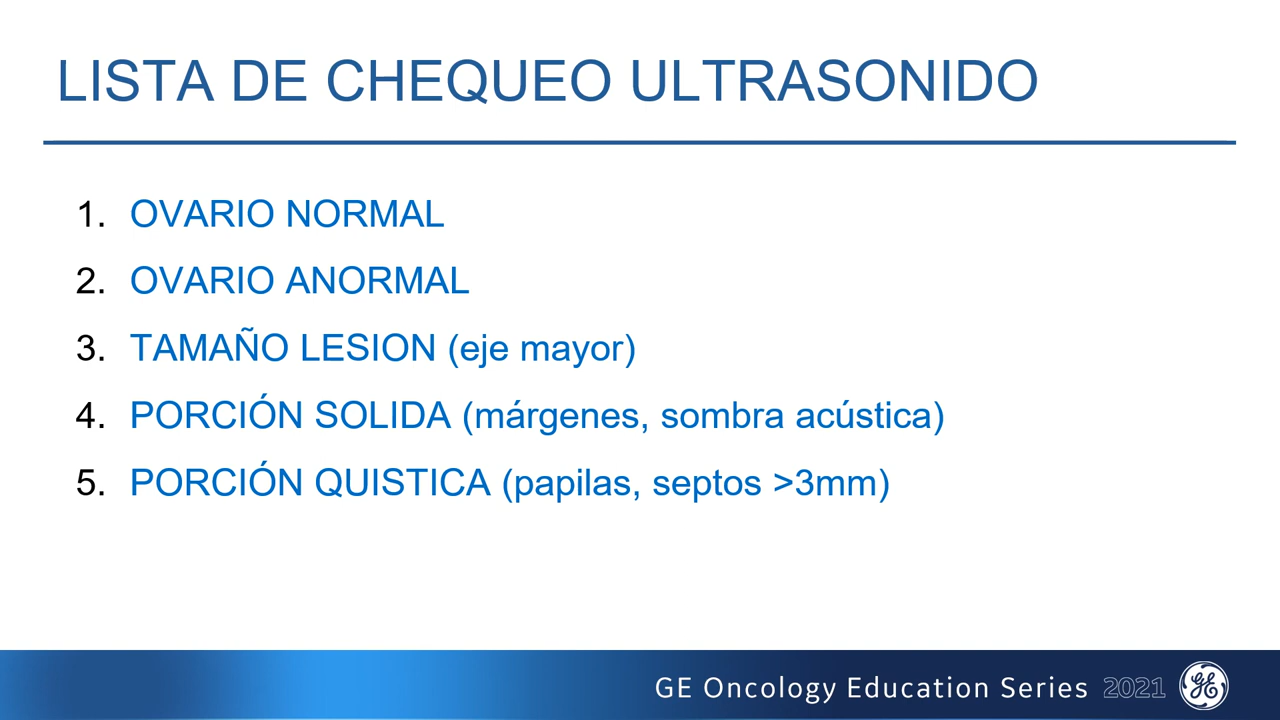 LISTA DE CHEQUEO ULTRASONIDO
1. OVARIO NORMAL
2. OVARIO ANORMAL
3. TAMAÑO LESION (eje mayor)
4. PORCIÓN SOLIDA (márgenes, sombra acústica)
5. PORCIÓN QUISTICA (papilas, septos >3mm)
GE Oncology Education Series 2021 GE